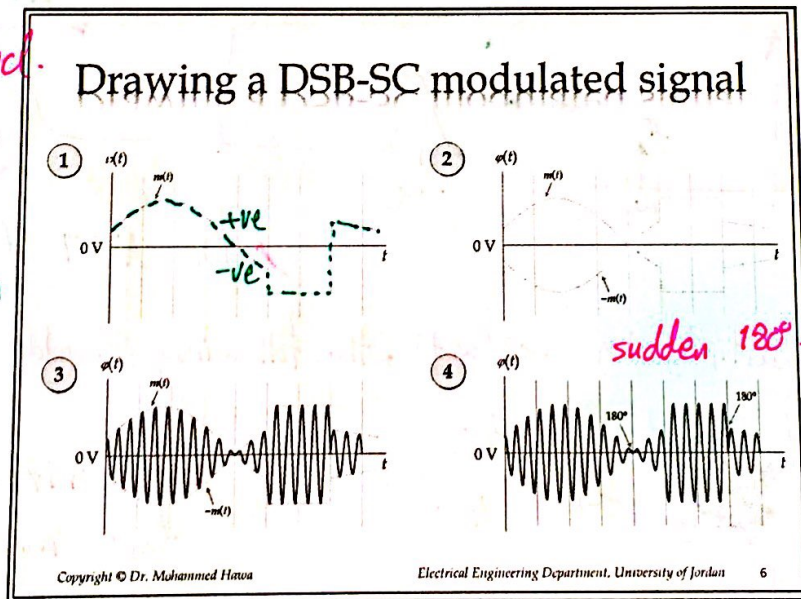 Drawing a DSB-SC modulated signal
1
m(t)
+ve
-ve
0 V
t
2
φ(t)
m(t)
0 V
t
-m(t)
sudden 180°
3
φ(t)
m(t)
0 V
t
-m(t)
4
φ(t)
180°
180°
0 V
t
Copyright © Dr. Mohammed Hawa
Electrical Engineering Department, University of Jordan 6